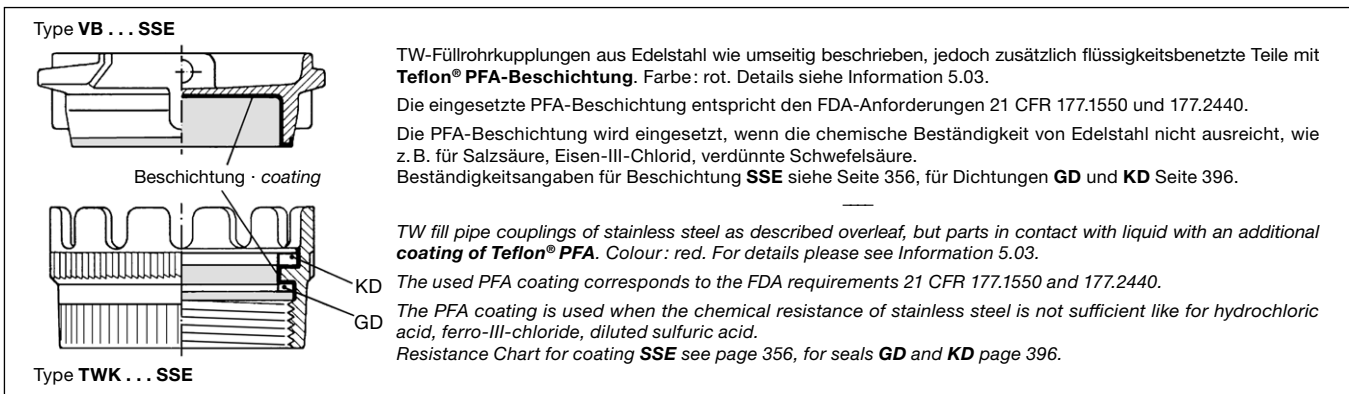 Type VB . . . SSE
Beschichtung · coating
KD
GD
Type TWK . . . SSE
TW-Füllrohrkupplungen aus Edelstahl wie umseitig beschrieben, jedoch zusätzlich flüssigkeitsbenetzte Teile mit
Teflon® PFA-Beschichtung. Farbe: rot. Details siehe Information 5.03.
Die eingesetzte PFA-Beschichtung entspricht den FDA-Anforderungen 21 CFR 177.1550 und 177.2440.
Die PFA-Beschichtung wird eingesetzt, wenn die chemische Beständigkeit von Edelstahl nicht ausreicht, wie
z. B. für Salzsäure, Eisen-III-Chlorid, verdünnte Schwefelsäure.
Beständigkeitsangaben für Beschichtung SSE siehe Seite 356, für Dichtungen GD und KD Seite 396.
TW fill pipe couplings of stainless steel as described overleaf, but parts in contact with liquid with an additional
coating of Teflon® PFA. Colour: red. For details please see Information 5.03.
The used PFA coating corresponds to the FDA requirements 21 CFR 177.1550 and 177.2440.
The PFA coating is used when the chemical resistance of stainless steel is not sufficient like for hydrochloric
acid, ferro-III-chloride, diluted sulfuric acid.
Resistance Chart for coating SSE see page 356, for seals GD and KD page 396.